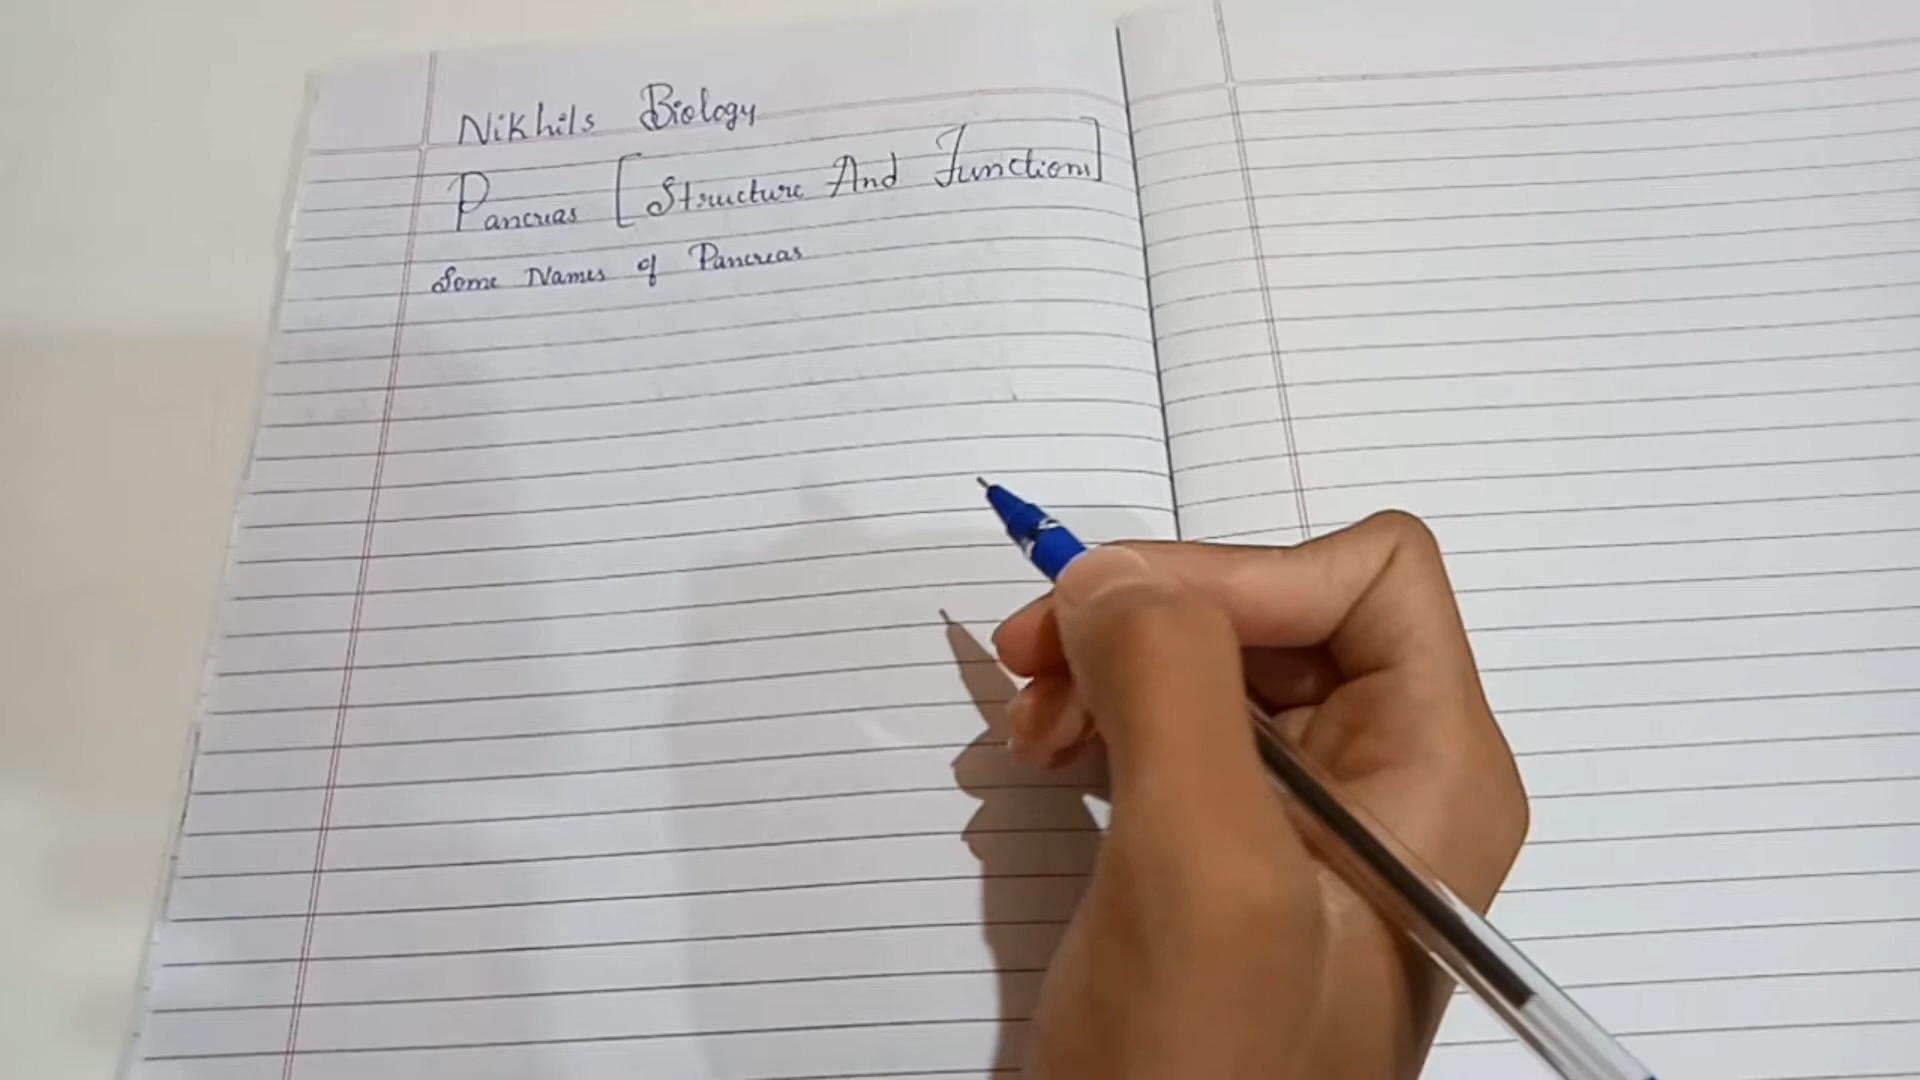 Nikhils Biology
Pancreas [Structure And Functions]
Some Names of Pancreas